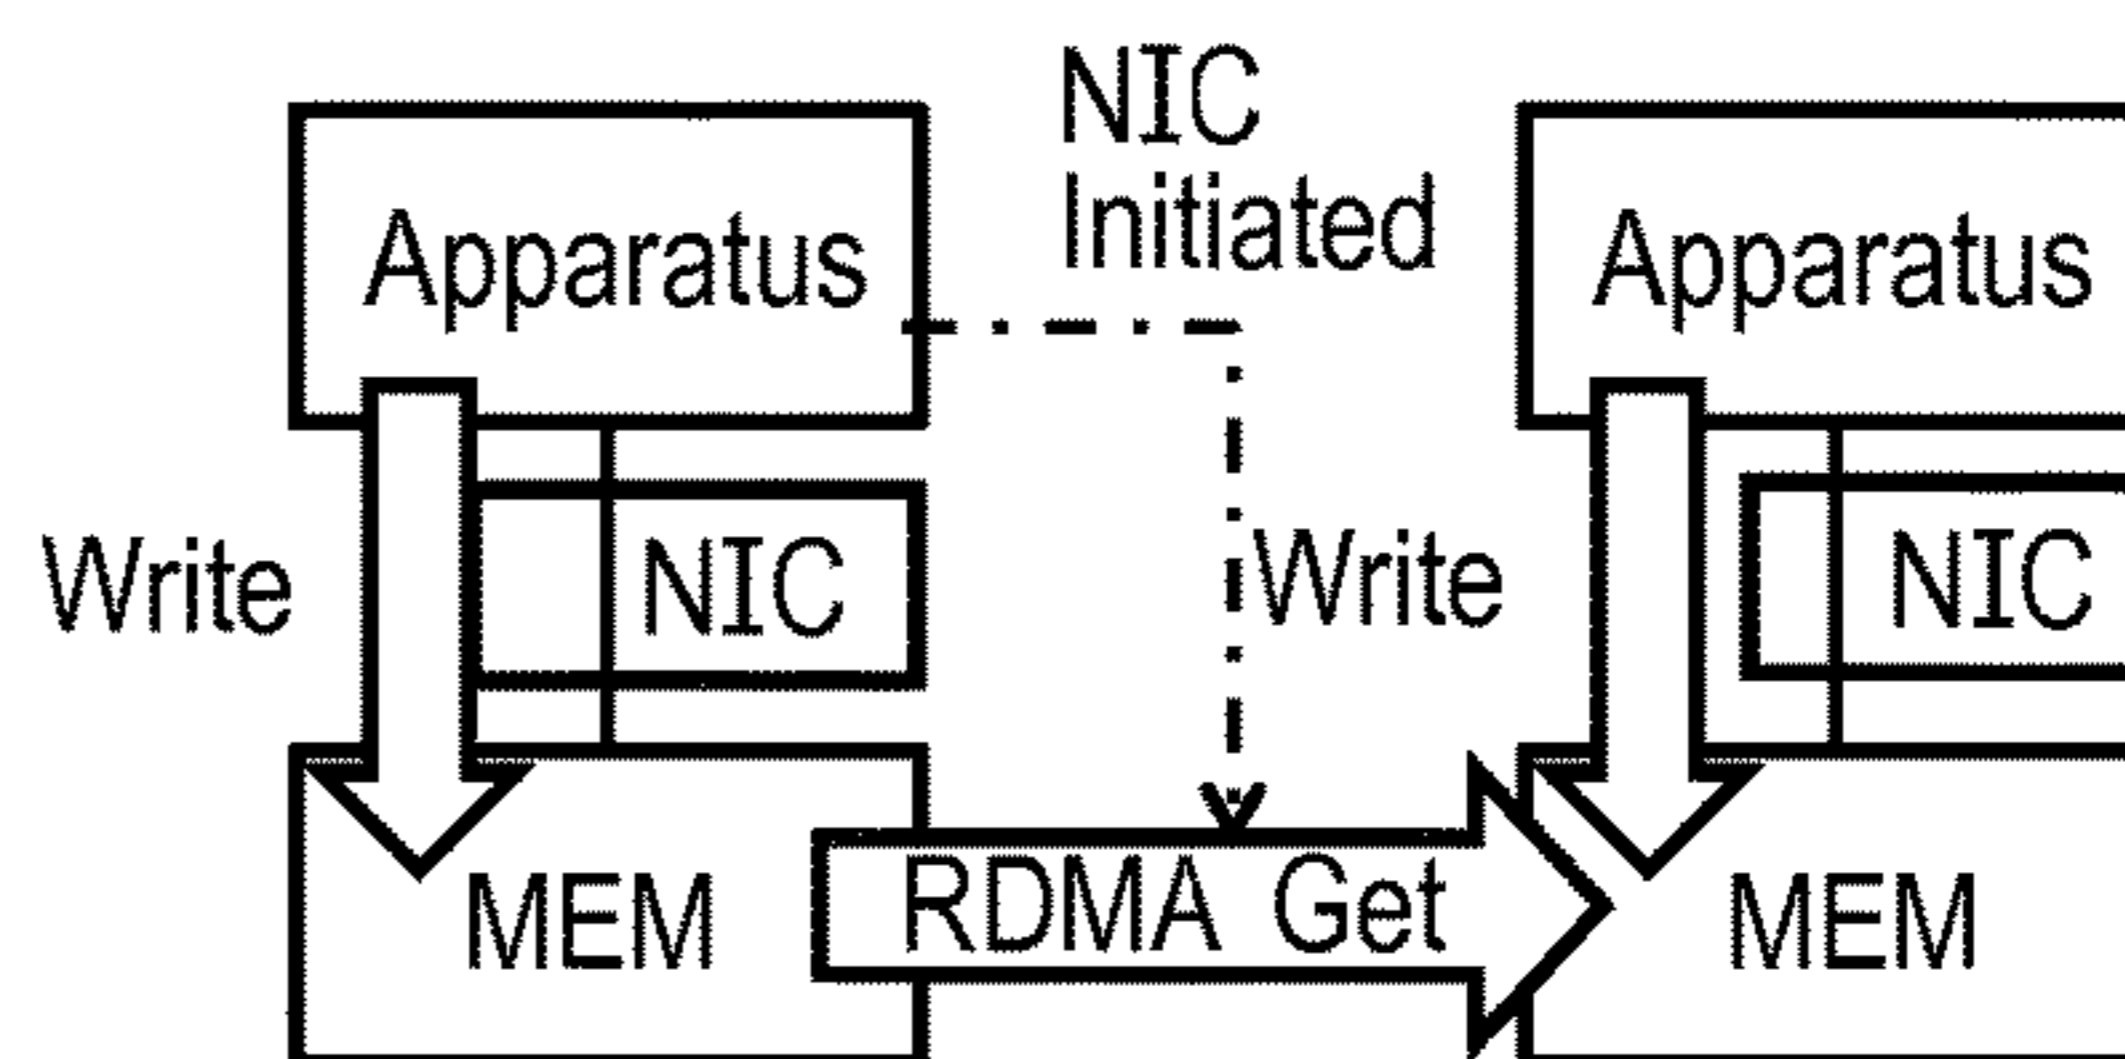 NIC
Initiated
Apparatus
Apparatus
Write
NIC
Write
NIC
MEM
RDMA Get
MEM